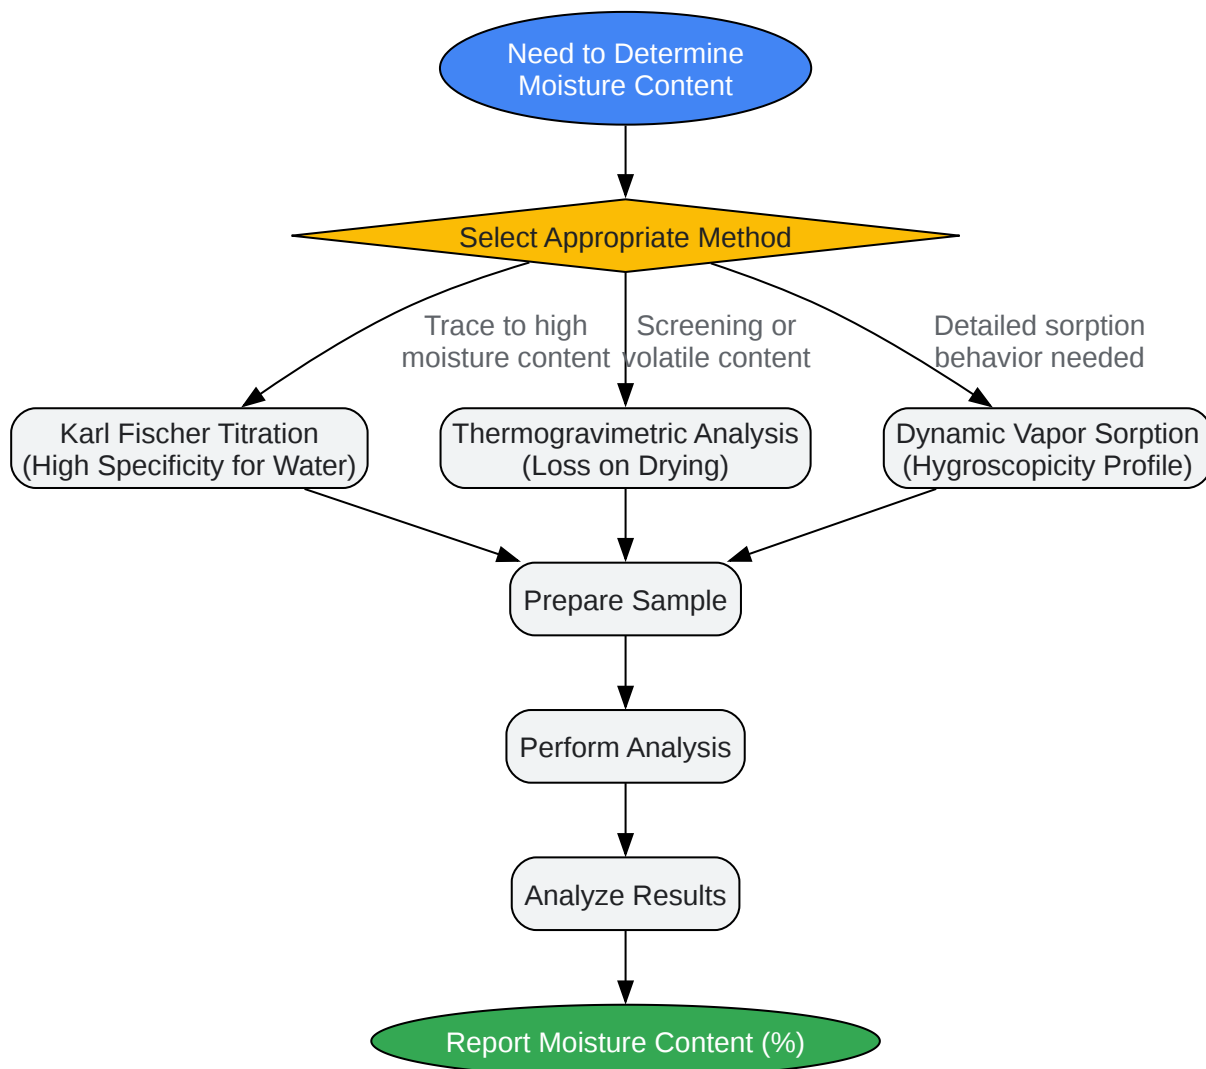 Need to Determine
Moisture Content
Select Appropriate Method
Trace to high
moisture content
Screening or
volatile content
Detailed sorption
behavior needed
Karl Fischer Titration
(High Specificity for Water)
Thermogravimetric Analysis
(Loss on Drying)
Dynamic Vapor Sorption
(Hygroscopicity Profile)
Prepare Sample
Perform Analysis
Analyze Results
Report Moisture Content (%)